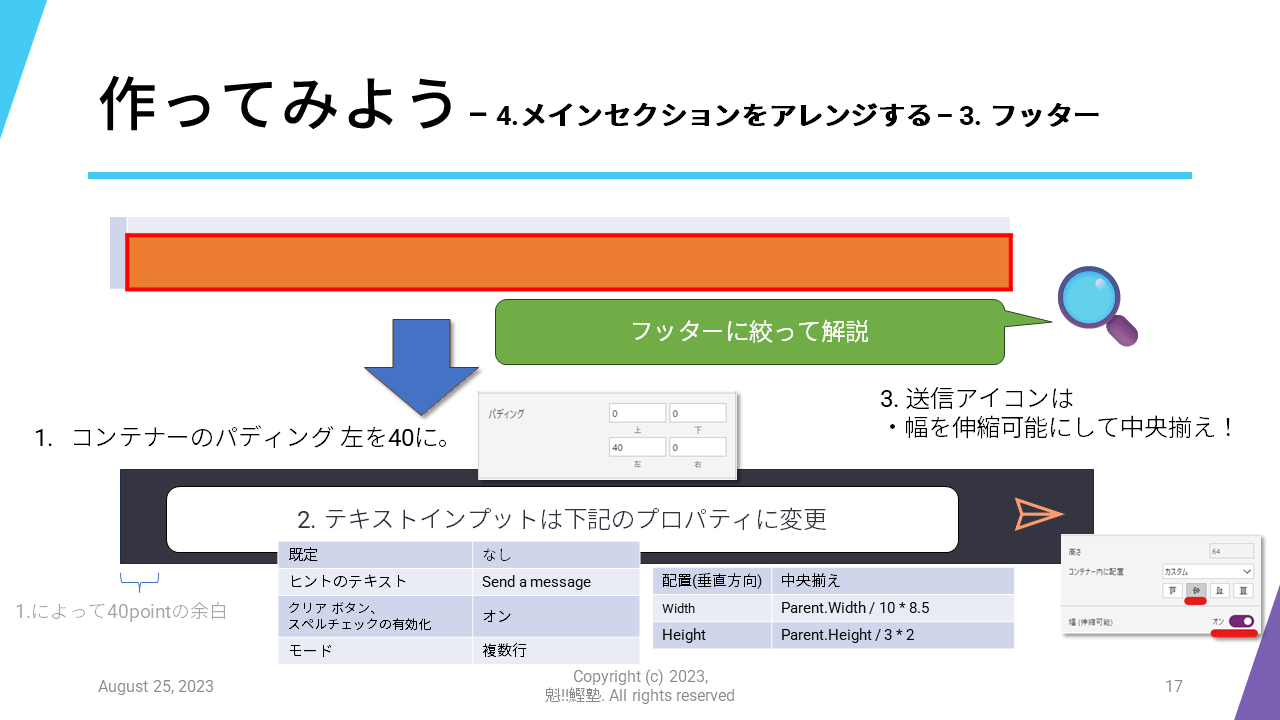 作ってみよう – 4.メインセクションをアレンジする – 3. フッター
フッターに絞って解説
3. 送信アイコンは
・幅を伸縮可能にして中央揃え！
1. コンテナーのパディング 左を40に。
パディング
0 0
上 下
40 0
左 右
2. テキストインプットは下記のプロパティに変更
既定 なし
ヒントのテキスト Send a message
クリア ボタン、
スペルチェックの有効化 オン
モード 複数行
配置(垂直方向) 中央揃え
Width Parent.Width / 10 * 8.5
Height Parent.Height / 3 * 2
高さ 64
コンテナー内に配置 カスタム
幅 (伸縮可能) オン
1.によって40pointの余白
August 25, 2023
Copyright (c) 2023,
魁!!鰹塾. All rights reserved
17